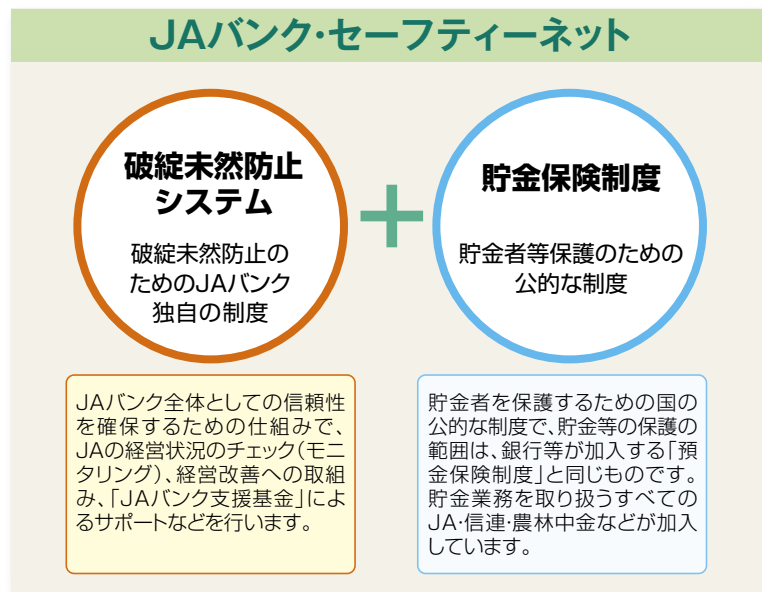 JAバンク・セーフティーネット
破綻未然防止
システム
破綻未然防止の
ためのJAバンク
独自の制度
+
貯金保険制度
貯金者等保護のための
公的な制度
JAバンク全体としての信頼性
を確保するための仕組みで、
JAの経営状況のチェック(モニ
タリング)、経営改善への取組
み、「JAバンク支援基金」によ
るサポートなどを行います。
貯金者を保護するための国の
公的な制度で、貯金等の保護の
範囲は、銀行等が加入する「預
金保険制度」と同じものです。
貯金業務を取り扱うすべての
JA・信連・農林中金などが加入
しています。